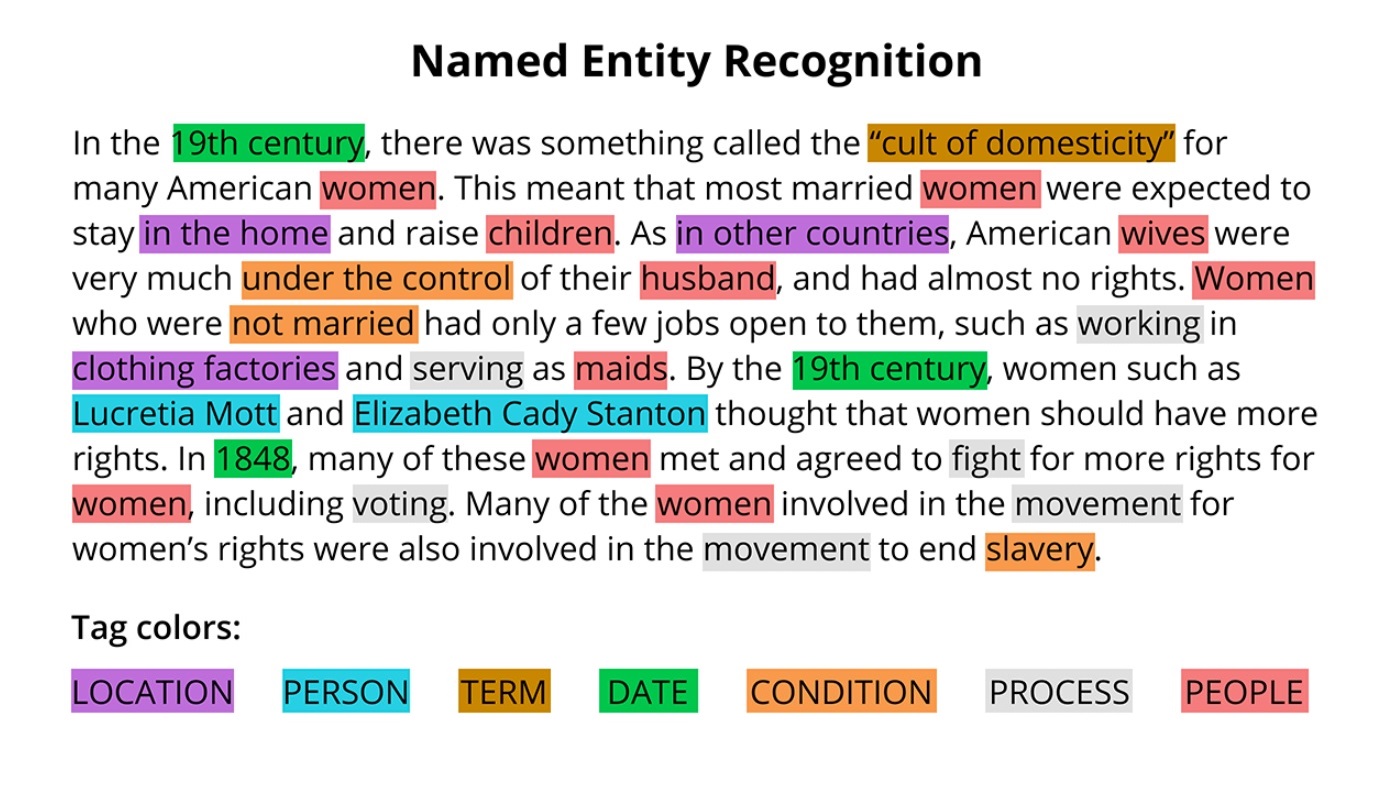 Named Entity Recognition
In the 19th century, there was something called the “cult of domesticity” for
many American women. This meant that most married women were expected to
stay in the home and raise children. As in other countries, American wives were
very much under the control of their husband, and had almost no rights. Women
who were not married had only a few jobs open to them, such as working in
clothing factories and serving as maids. By the 19th century, women such as
Lucretia Mott and Elizabeth Cady Stanton thought that women should have more
rights. In 1848, many of these women met and agreed to fight for more rights for
women, including voting. Many of the women involved in the movement for
women’s rights were also involved in the movement to end slavery.
Tag colors:
LOCATION PERSON TERM DATE CONDITION PROCESS PEOPLE